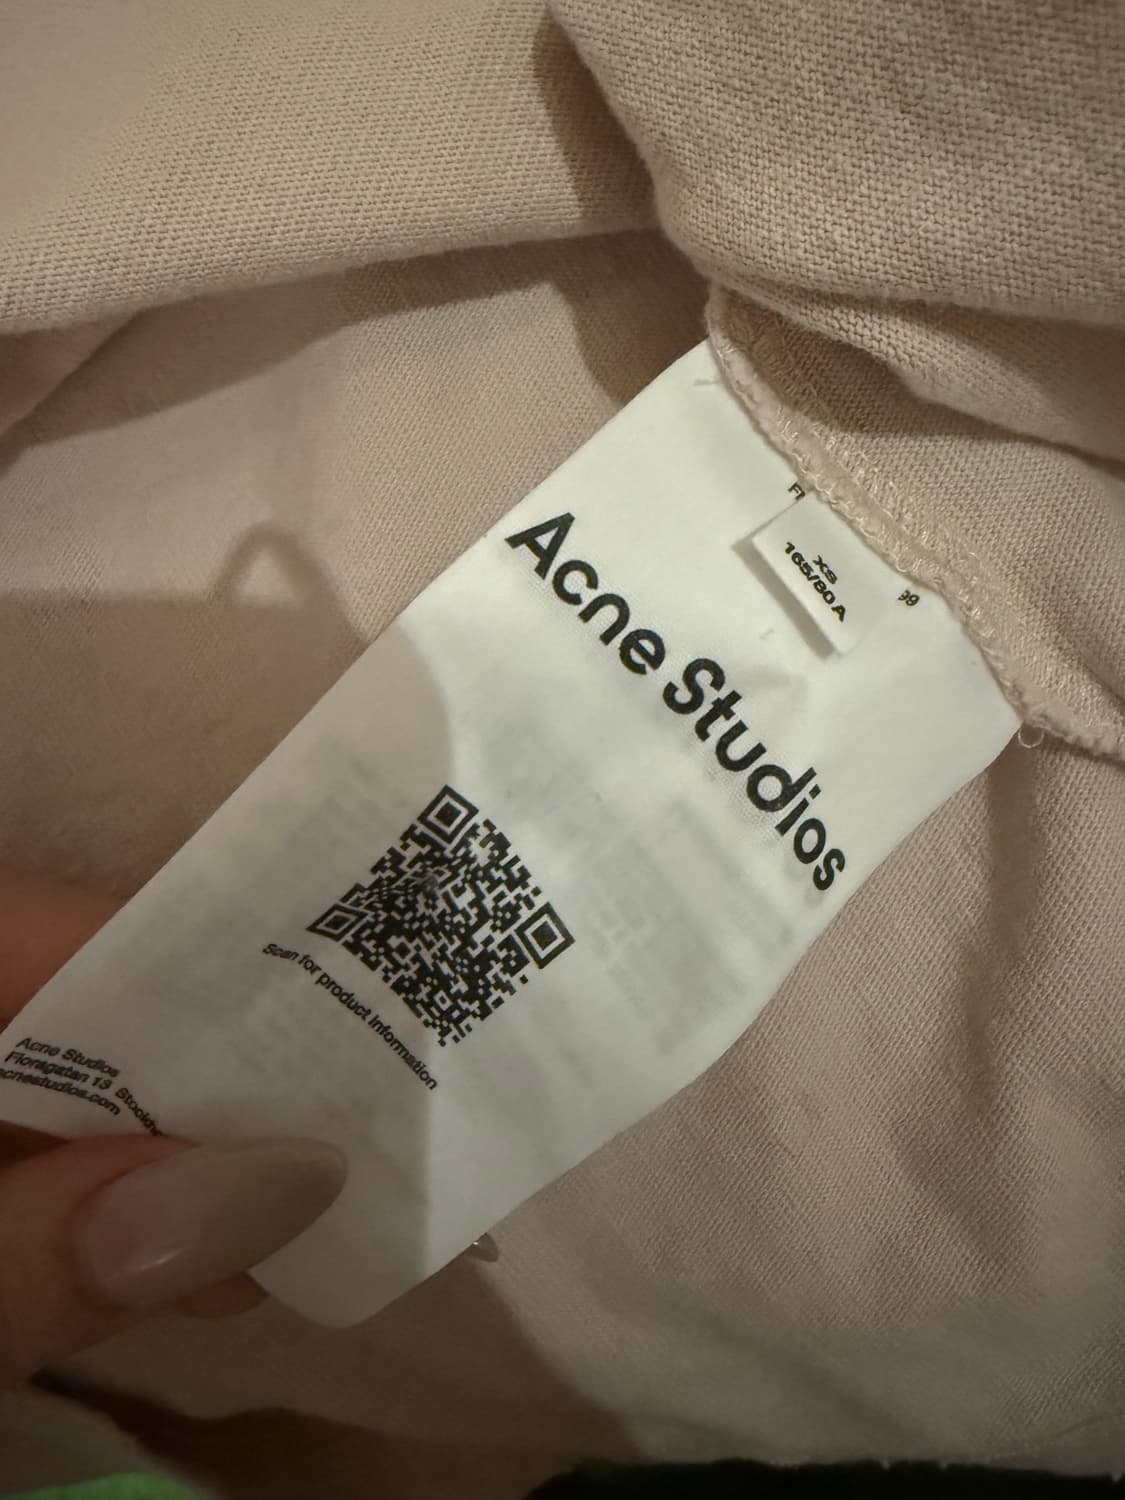 XS
165/80A
Acne Studios
Scan for product information
Acne Studios
Floragatan 13
acnestudios.com